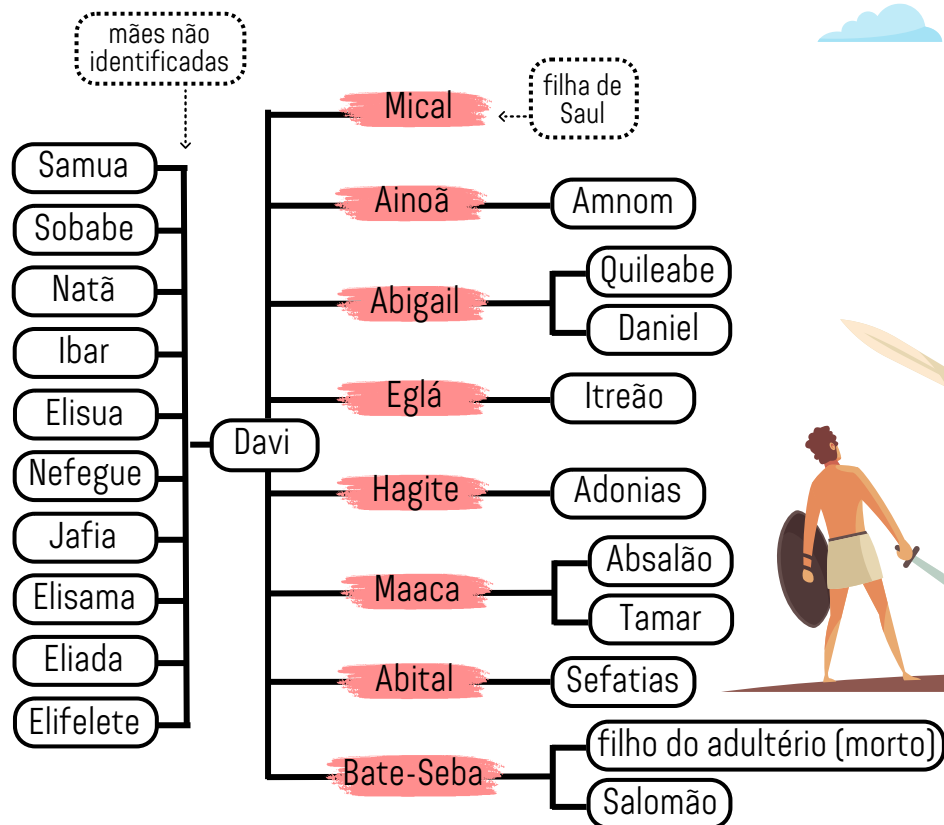 mães não
identificadas
Samua
Sobabe
Natã
Ibar
Elisua
Nefegue
Jafia
Elisama
Eliada
Elifelete
Davi
Mical
filha de
Saul
Ainoã
Amnom
Abigail
Quileabe
Daniel
Eglá
Itreão
Hagite
Adonias
Maaca
Absalão
Tamar
Abital
Sefatias
Bate-Seba
filho do adultério (morto)
Salomão